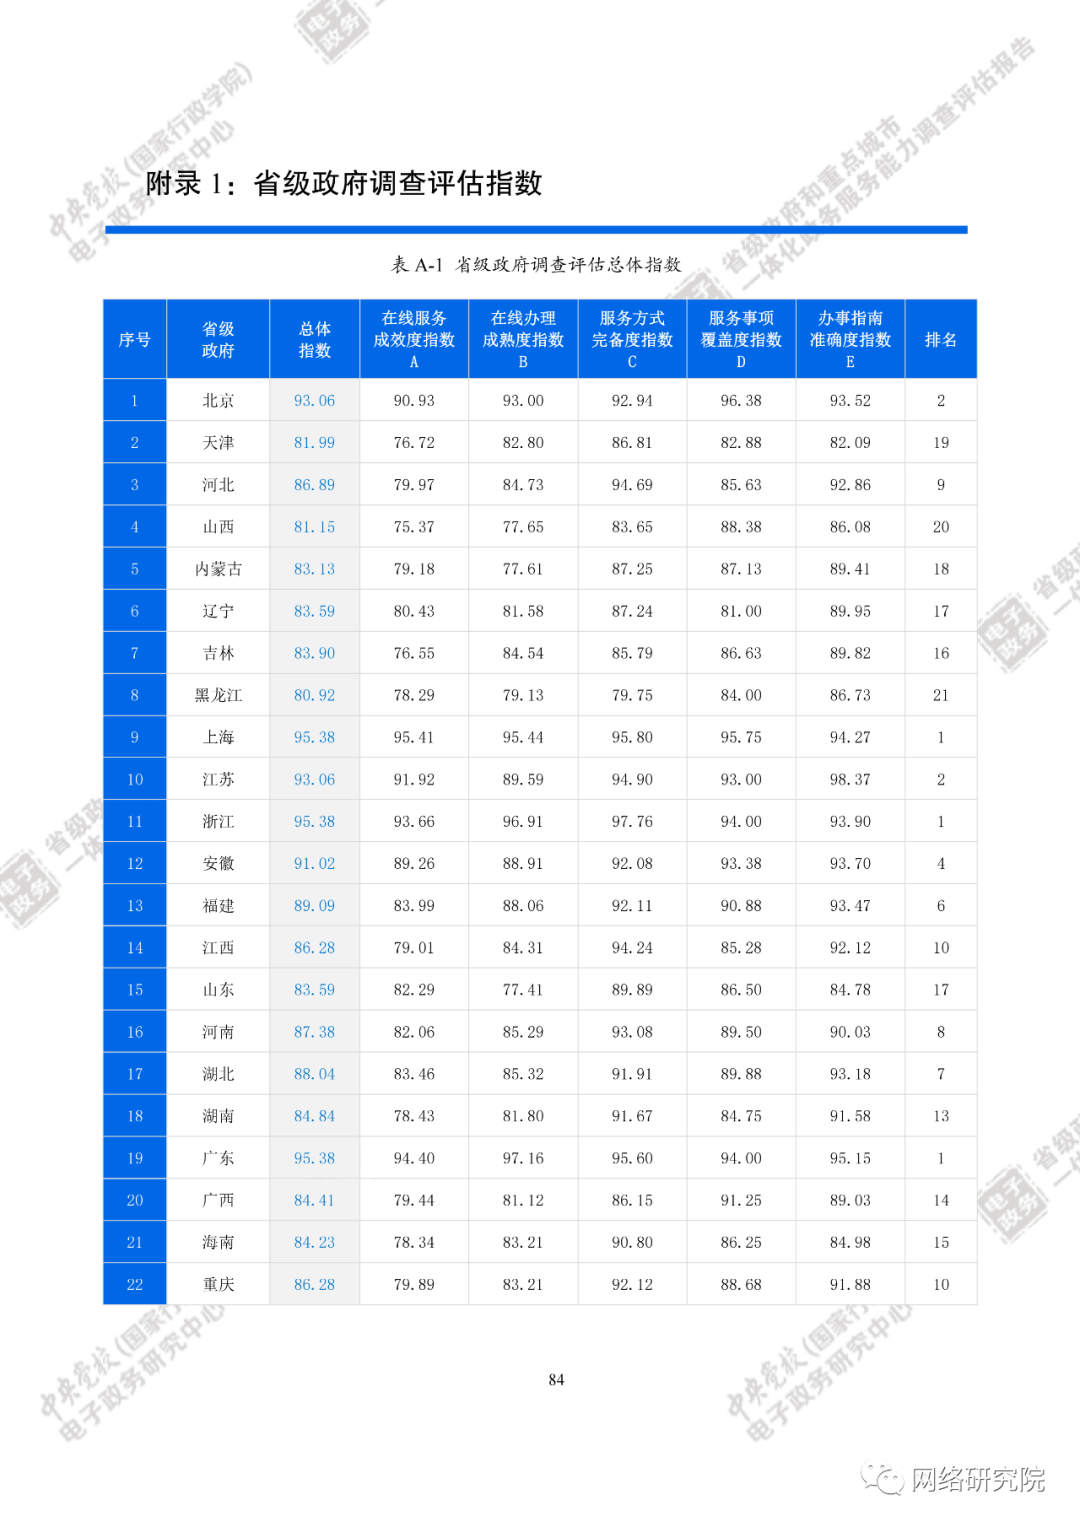 附录 1：省级政府调查评估指数
表 A-1 省级政府调查评估总体指数
序号 省级政府 总体指数 在线服务成效度指数 A 在线办理成熟度指数 B 服务方式完备度指数 C 服务事项覆盖度指数 D 办事指南准确度指数 E 排名
1 北京 93.06 90.93 93.00 92.94 96.38 93.52 2
2 天津 81.99 76.72 82.80 86.81 82.88 82.09 19
3 河北 86.89 79.97 84.73 94.69 85.63 92.86 9
4 山西 81.15 75.37 77.65 83.65 88.38 86.08 20
5 内蒙古 83.13 79.18 77.61 87.25 87.13 89.41 18
6 辽宁 83.59 80.43 81.58 87.24 81.00 89.95 17
7 吉林 83.90 76.55 84.54 85.79 86.63 89.82 16
8 黑龙江 80.92 78.29 79.13 79.75 84.00 86.73 21
9 上海 95.38 95.41 95.44 95.80 95.75 94.27 1
10 江苏 93.06 91.92 89.59 94.90 93.00 98.37 2
11 浙江 95.38 93.66 96.91 97.76 94.00 93.90 1
12 安徽 91.02 89.26 88.91 92.08 93.38 93.70 4
13 福建 89.09 83.99 88.06 92.11 90.88 93.47 6
14 江西 86.28 79.01 84.31 94.24 85.28 92.12 10
15 山东 83.59 82.29 77.41 89.89 86.50 84.78 17
16 河南 87.38 82.06 85.29 93.08 89.50 90.03 8
17 湖北 88.04 83.46 85.32 91.91 89.88 93.18 7
18 湖南 84.84 78.43 81.80 91.67 84.75 91.58 13
19 广东 95.38 94.40 97.16 95.60 94.00 95.15 1
20 广西 84.41 79.44 81.12 86.15 91.25 89.03 14
21 海南 84.23 78.34 83.21 90.80 86.25 84.98 15
22 重庆 86.28 79.89 83.21 92.12 88.68 91.88 10
84
中央党校(国家行政学院)
电子政务研究中心
省级政府和重点城市
一体化政务服务能力调查评估报告
电子政务
网络研究院